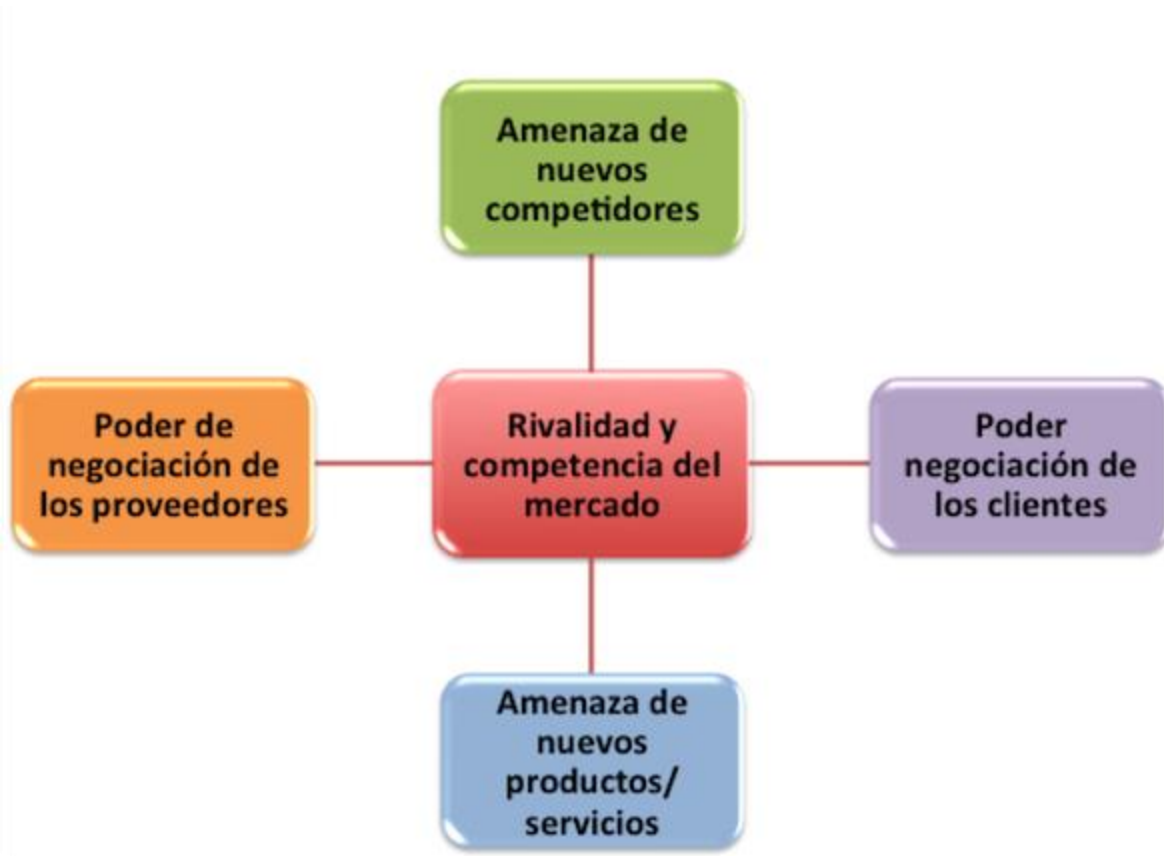 Amenaza de
nuevos
competidores
Poder de
negociación de
los proveedores
Rivalidad y
competencia del
mercado
Poder
negociación de
los clientes
Amenaza de
nuevos
productos/
servicios